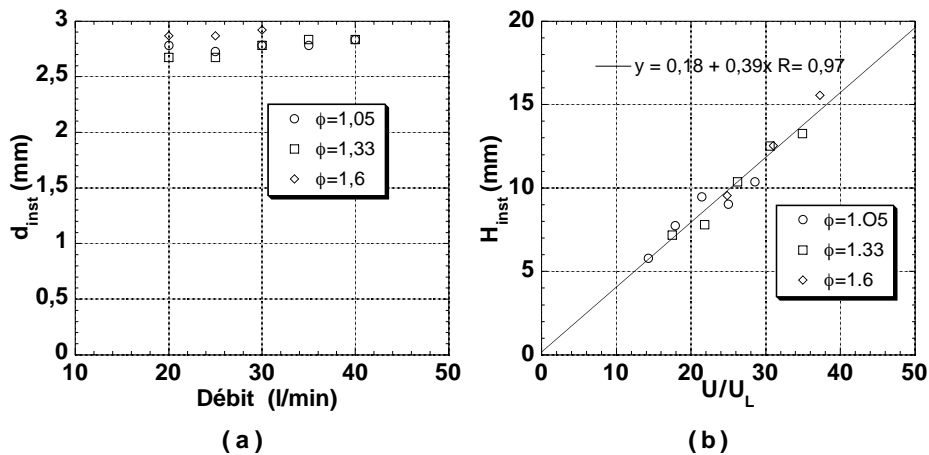 3
2,5
2
1,5
1
0,5
0
10 20 30 40 50
d_inst (mm)
Débit (l/min)
ϕ=1,05
ϕ=1,33
ϕ=1,6
(a)
20
15
10
5
0
0 10 20 30 40 50
H_inst (mm)
U/U_L
y = 0,18 + 0,39x R= 0,97
ϕ=1.O5
ϕ=1.33
ϕ=1.6
(b)